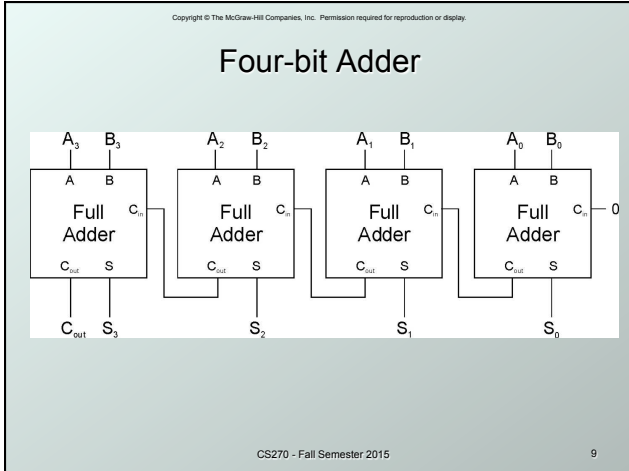 Copyright © The McGraw-Hill Companies, Inc. Permission required for reproduction or display.
Four-bit Adder
A₃ B₃ A₂ B₂ A₁ B₁ A₀ B₀
A B A B A B A B
Full Adder Cin Full Adder Cin Full Adder Cin Full Adder Cin 0
Cout S Cout S Cout S Cout S
Cout S₃ S₂ S₁ S₀
CS270 - Fall Semester 2015 9